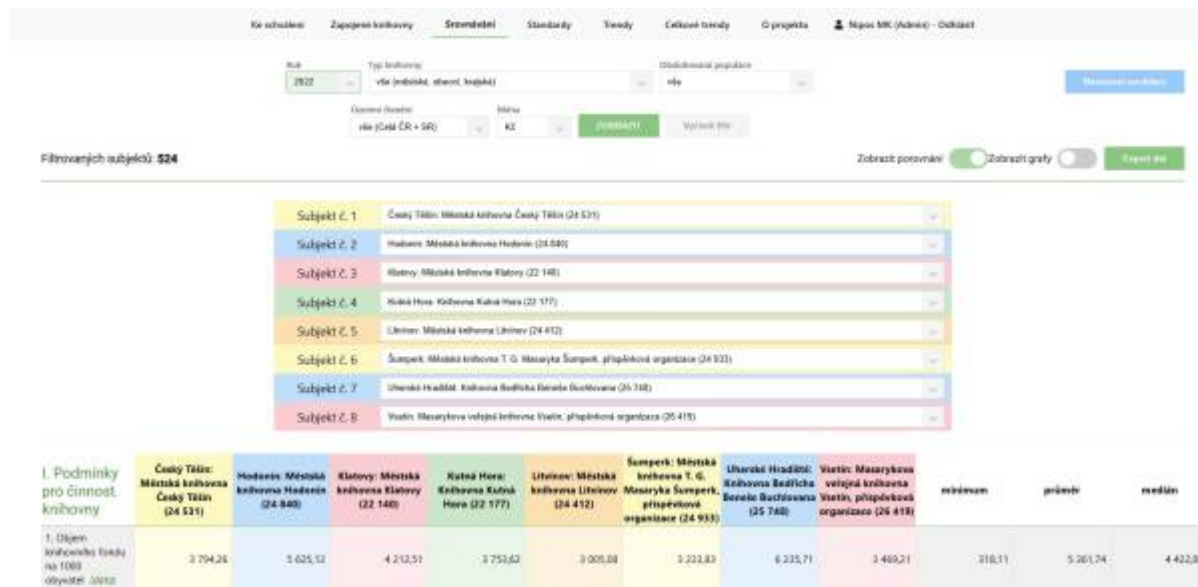 Ke schválení Zapojené knihovny Srovnávání Standardy Trendy Celkové trendy O projektu Nipos MK (Admin) - Odhlásit
Rok Typ knihovny Obsluhovaná populace
2022 vše (městské, obecní, krajské) vše
Územní členění Měna
vše (Celá ČR + SR) Kč ZOBRAZIT
Filtrovaných subjektů: 524 Zobrazit porovnání Zobrazit grafy Export dat
Subjekt č. 1 Český Těšín: Městská knihovna Český Těšín (24 531)
Subjekt č. 2 Hodonín: Městská knihovna Hodonín (24 840)
Subjekt č. 3 Klatovy: Městská knihovna Klatovy (22 140)
Subjekt č. 4 Kutná Hora: Knihovna Kutná Hora (22 177)
Subjekt č. 5 Litvínov: Městská knihovna Litvínov (24 412)
Subjekt č. 6 Šumperk: Městská knihovna T. G. Masaryka Šumperk, příspěvková organizace (24 933)
Subjekt č. 7 Uherské Hradiště: Knihovna Bedřicha Beneše Buchlovana (25 740)
Subjekt č. 8 Vsetín: Masarykova veřejná knihovna Vsetín, příspěvková organizace (26 419)
I. Podmínky pro činnost knihovny
Český Těšín: Městská knihovna Český Těšín (24 531)
Hodonín: Městská knihovna Hodonín (24 840)
Klatovy: Městská knihovna Klatovy (22 140)
Kutná Hora: Knihovna Kutná Hora (22 177)
Litvínov: Městská knihovna Litvínov (24 412)
Šumperk: Městská knihovna T. G. Masaryka Šumperk, příspěvková organizace (24 933)
Uherské Hradiště: Knihovna Bedřicha Beneše Buchlovana (25 740)
Vsetín: Masarykova veřejná knihovna Vsetín, příspěvková organizace (26 419)
minimum průměr medián
1. Objem knihovního fondu na 1000 obyvatel
3 794,26 5 625,12 4 212,51 3 753,62 3 005,08 3 233,83 6 235,71 3 469,21 318,11 5 361,74